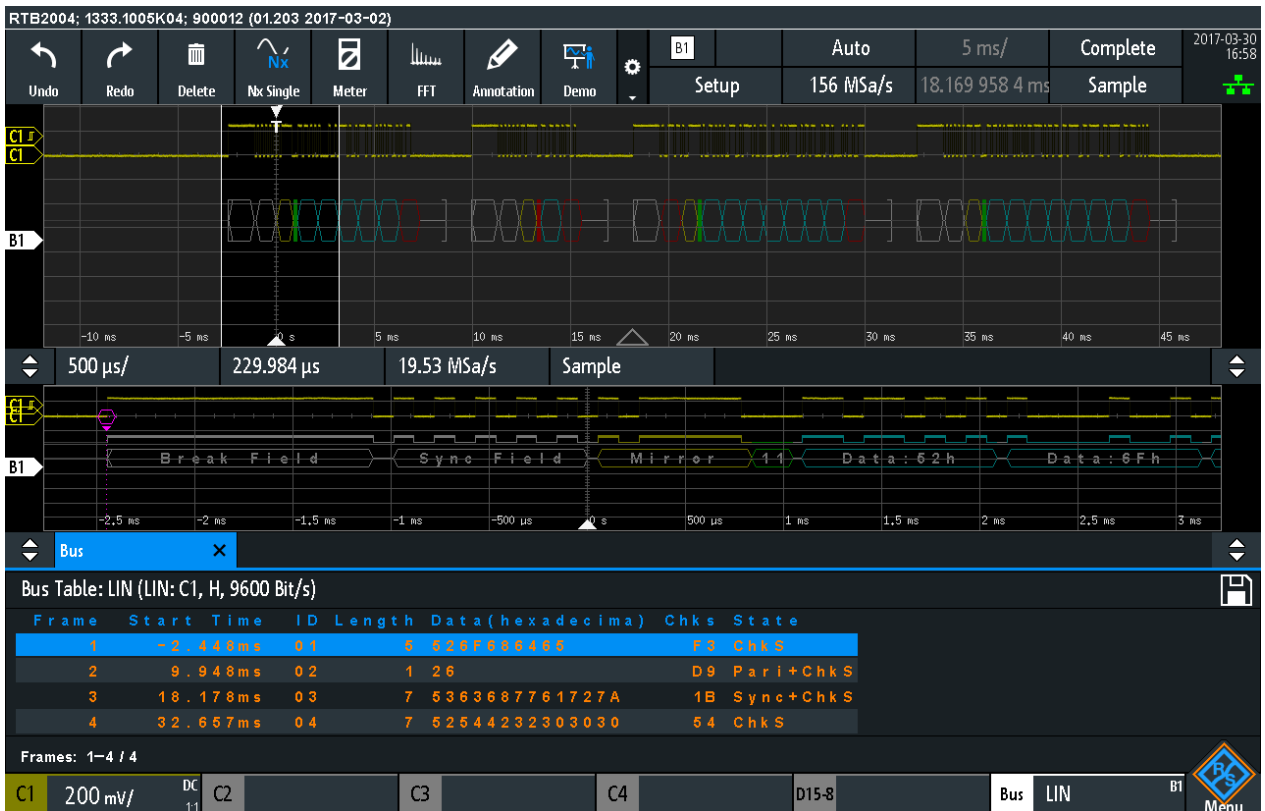 RTB2004; 1333.1005K04; 900012 (01.203 2017-03-02)
Undo Redo Delete Nx Single Meter FFT Annotation Demo
Nx
B1 Auto 5 ms/ Complete 2017-03-30
16:58
Setup 156 MSa/s 18.169 958 4 ms Sample
C1
C1
T
B1
-10 ms -5 ms 0 s 5 ms 10 ms 15 ms 20 ms 25 ms 30 ms 35 ms 40 ms 45 ms
500 µs/ 229.984 µs 19.53 MSa/s Sample
C1
B1 Break Field Sync Field Mirror 11 Data:52h Data:6Fh
-2.5 ms -2 ms -1.5 ms -1 ms -500 µs 0 s 500 µs 1 ms 1.5 ms 2 ms 2.5 ms 3 ms
Bus ×
Bus Table: LIN (LIN: C1, H, 9600 Bit/s)
Frame Start Time ID Length Data(hexadecima) Chks State
1 -2.448ms 01 5 526F686465 F3 ChkS
2 9.948ms 02 1 26 D9 Pari+ChkS
3 18.178ms 03 7 5363687761727A 1B Sync+ChkS
4 32.657ms 04 7 52544232303030 54 ChkS
Frames: 1–4 / 4
C1 200 mV/ DC 1:1 C2 C3 C4 D15-8 Bus LIN B1 R&S Menu